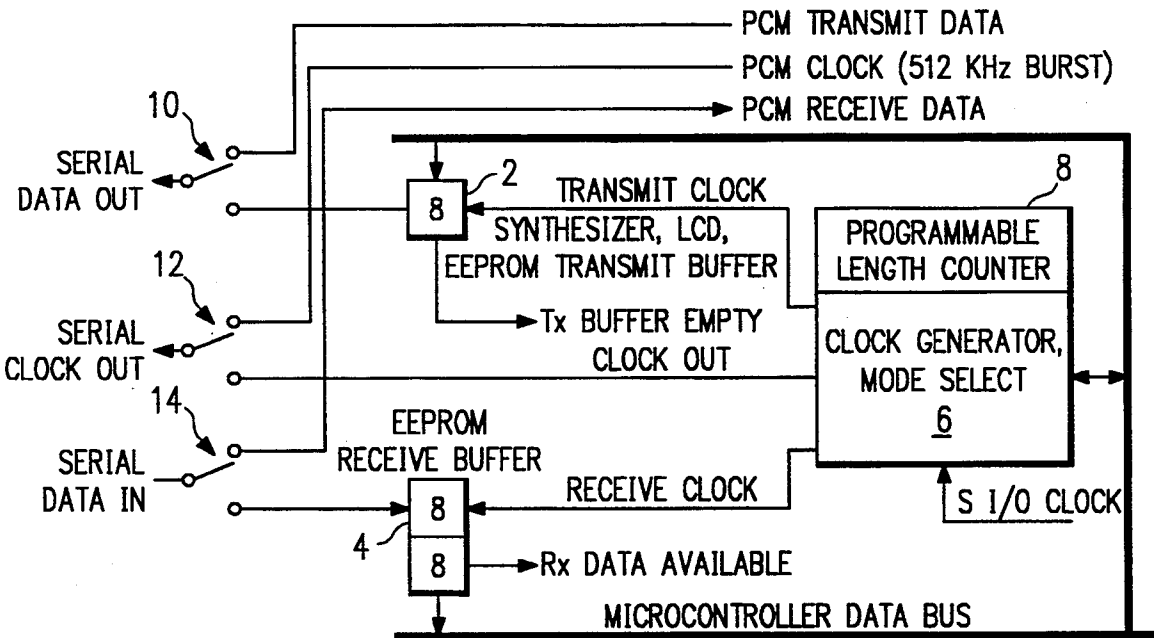 PCM TRANSMIT DATA
PCM CLOCK (512 KHz BURST)
PCM RECEIVE DATA
10
SERIAL
DATA OUT
2
8
TRANSMIT CLOCK
SYNTHESIZER, LCD,
EEPROM TRANSMIT BUFFER
8
PROGRAMMABLE
LENGTH COUNTER
12
SERIAL
CLOCK OUT
Tx BUFFER EMPTY
CLOCK OUT
CLOCK GENERATOR,
MODE SELECT
6
14
SERIAL
DATA IN
EEPROM
RECEIVE BUFFER
8
4
8
RECEIVE CLOCK
S I/O CLOCK
Rx DATA AVAILABLE
MICROCONTROLLER DATA BUS